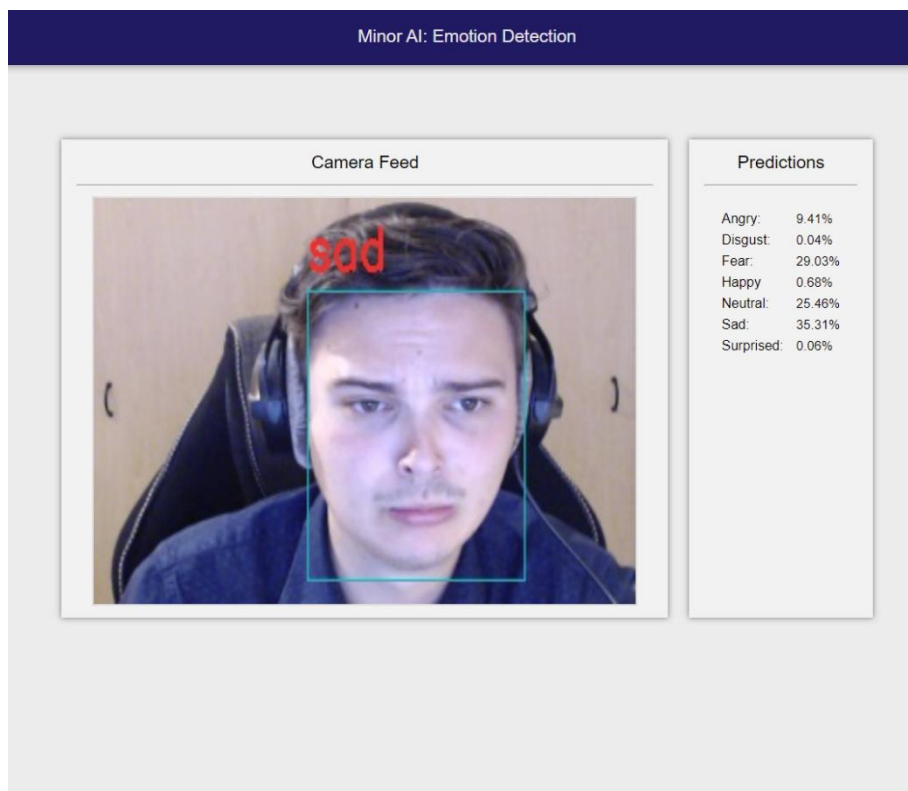 Minor AI: Emotion Detection
Camera Feed
sad
Predictions
Angry: 9.41%
Disgust: 0.04%
Fear: 29.03%
Happy 0.68%
Neutral: 25.46%
Sad: 35.31%
Surprised: 0.06%